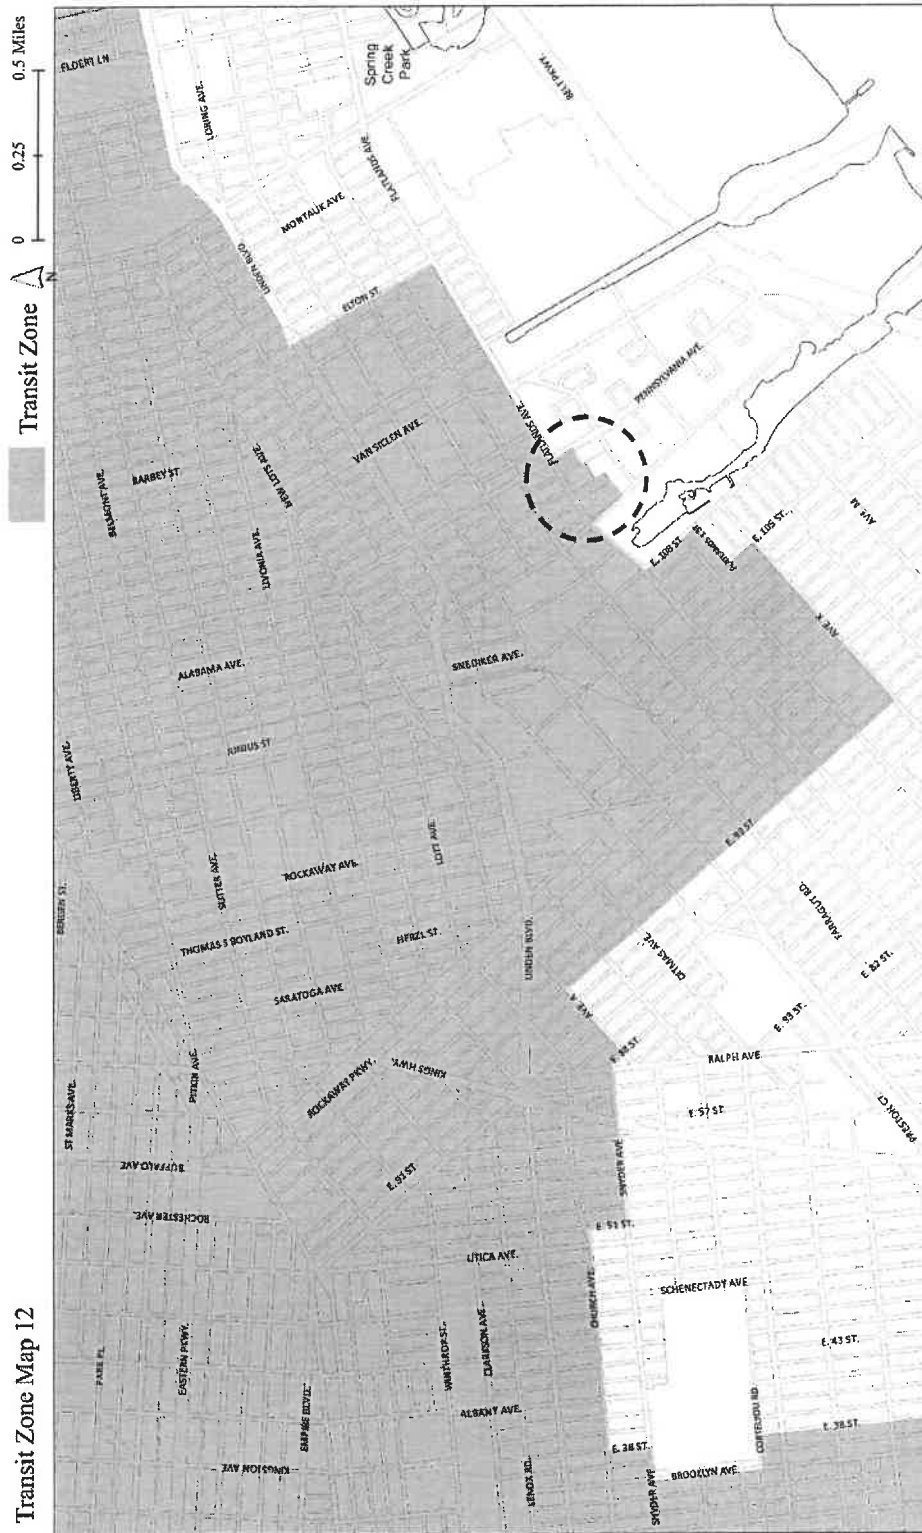 Transit Zone Map 12
Transit Zone
N
0 0.25 0.5 Miles
ELDERT LN
LORING AVE.
Spring
Creek
Park
BELT PKWY.
FLATLANDS AVE.
MONTAUK AVE
LINDEN BLVD.
ELTON ST.
PENNSYLVANIA AVE.
FLATLANDS AVE.
VAN SICLEN AVE.
NEW LOTS AVE.
BARBEY ST
BELMONT AVE.
LIVONIA AVE.
ALABAMA AVE.
SNEDIKER AVE.
E. 108 ST.
FLATLANDS 1 ST.
E. 105 ST.
AVE M
AVE K
JUNIUS ST
LIBERTY AVE.
LOTT AVE.
ROCKAWAY AVE.
SUTTER AVE.
E. 93 ST.
BERGEN ST.
THOMAS S BOYLAND ST.
HERZL ST.
LINDEN BLVD.
SARATOGA AVE
AVE A
DITMAS AVE.
FARRAGUT RD.
E. 82 ST.
E. 93 ST.
E. 98 ST.
RALPH AVE.
E. 57 ST.
PRESTON CT.
KINGS HWY.
ROCKAWAY PKWY.
PITKIN AVE.
ST MARKS AVE.
BUFFALO AVE
ROCHESTER AVE.
E. 91 ST
SNYDER AVE
E. 51 ST.
UTICA AVE.
CHURCH AVE.
SCHENECTADY AVE
E. 43 ST.
PARK PL
EASTERN PKWY.
WINTHROP ST.
CLARKSON AVE.
EMPIRE BLVD.
ALBANY AVE.
KINGSTON AVE
LENOX RD.
E. 38 ST.
SNYDER AVE
BROOKLYN AVE.
CORTELYOU RD.
E. 38 ST.